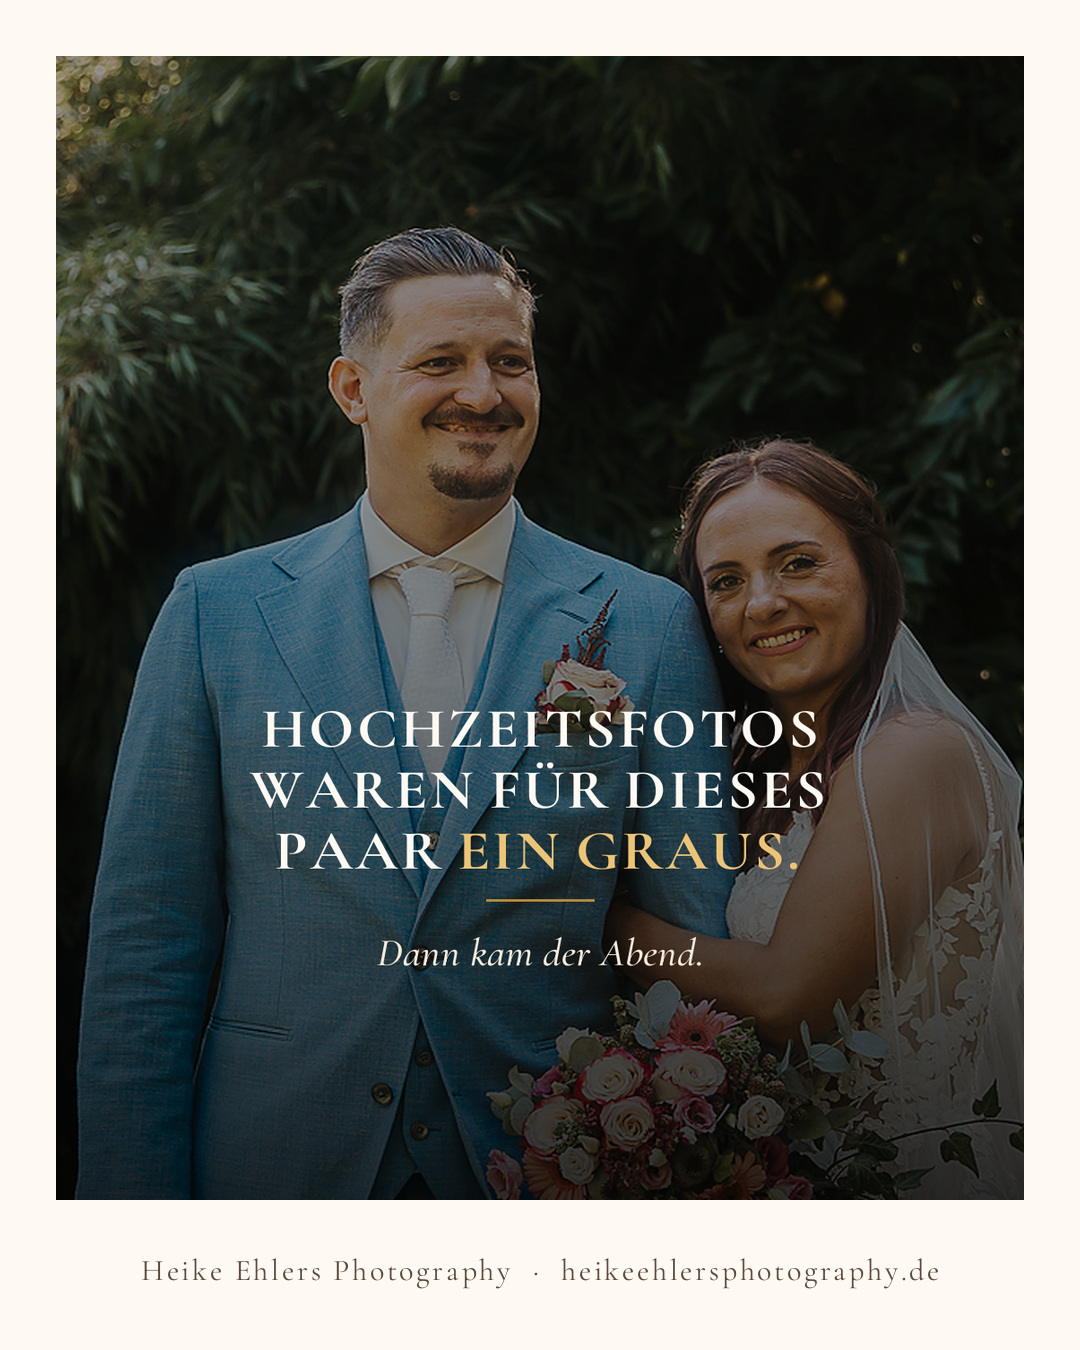 HOCHZEITSFOTOS
WAREN FÜR DIESES
PAAR EIN GRAUS.
Dann kam der Abend.
Heike Ehlers Photography · heikeehlersphotography.de